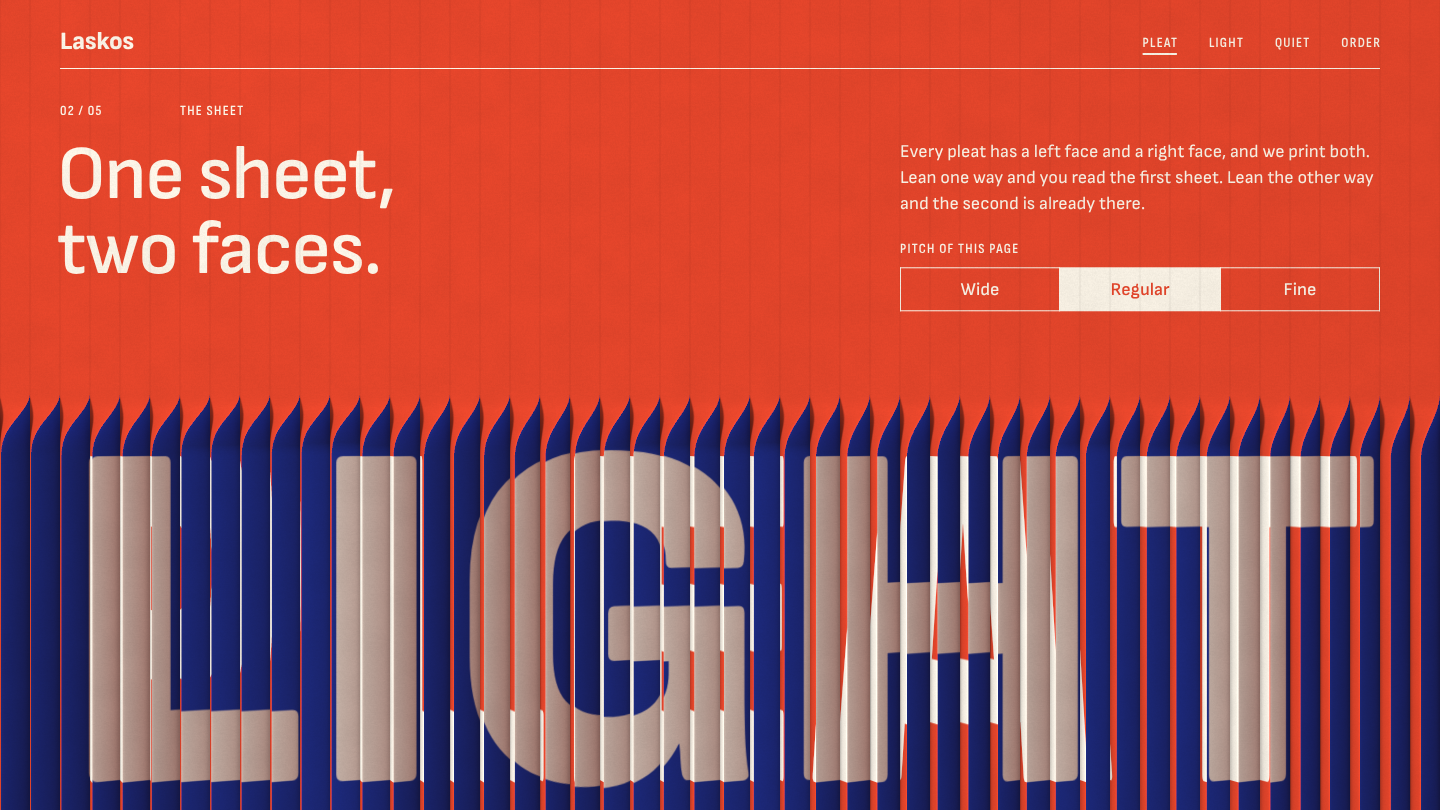 Laskos
PLEAT LIGHT QUIET ORDER
02 / 05 THE SHEET
One sheet,
two faces.
Every pleat has a left face and a right face, and we print both.
Lean one way and you read the first sheet. Lean the other way
and the second is already there.
PITCH OF THIS PAGE
Wide Regular Fine
LIGHT